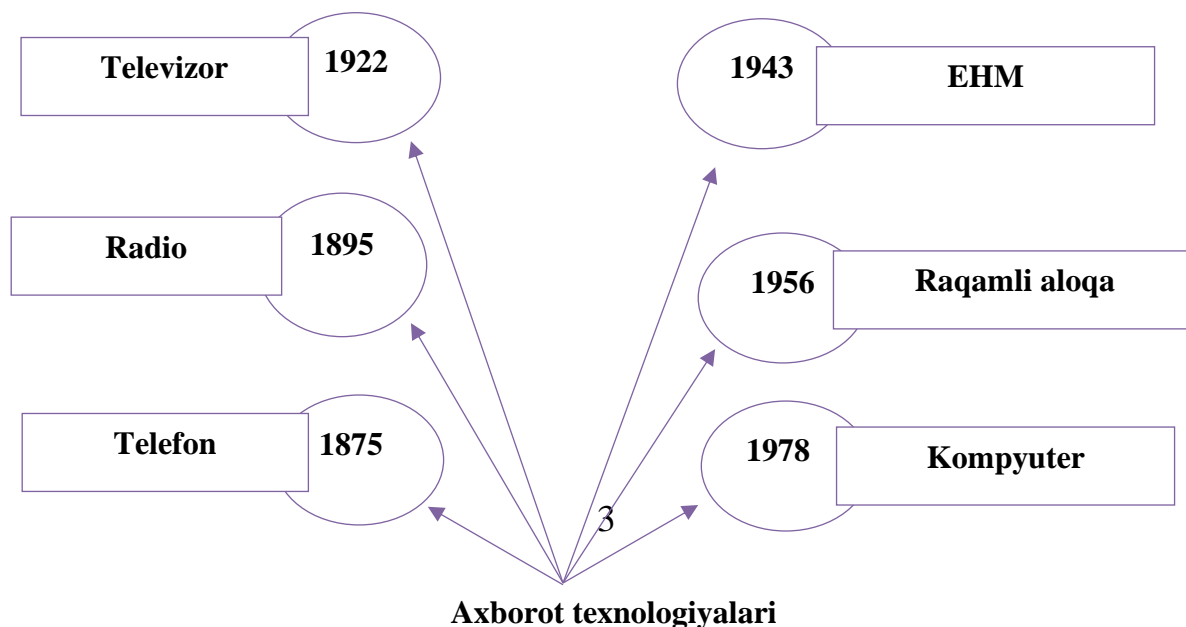 Televizor 1922
1943 EHM
Radio 1895
1956 Raqamli aloqa
Telefon 1875
1978 Kompyuter
3
Axborot texnologiyalari